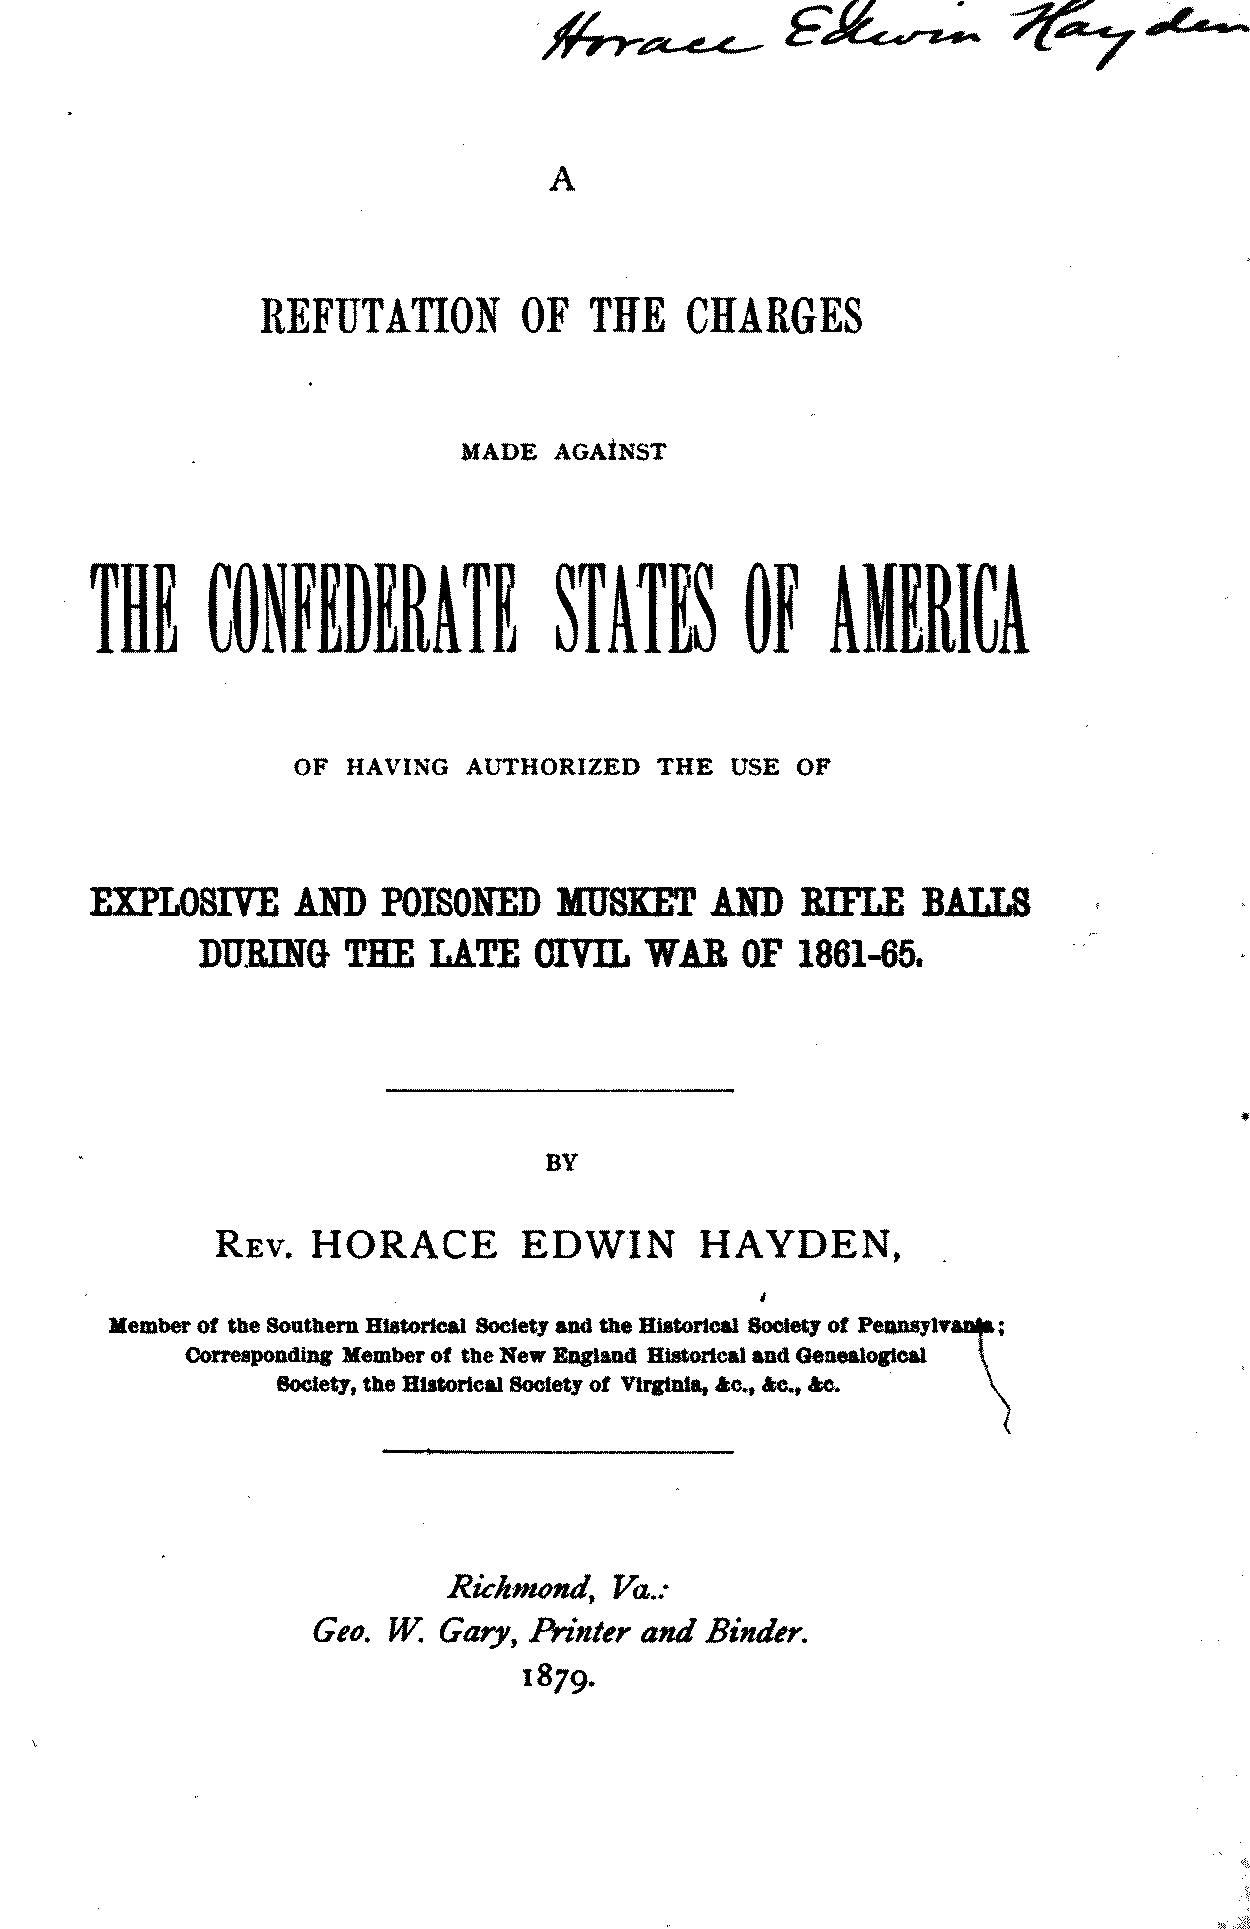 Horace Edwin Hayden
A
REFUTATION OF THE CHARGES
MADE AGAINST
THE CONFEDERATE STATES OF AMERICA
OF HAVING AUTHORIZED THE USE OF
EXPLOSIVE AND POISONED MUSKET AND RIFLE BALLS
DURING THE LATE CIVIL WAR OF 1861-65.
BY
REV. HORACE EDWIN HAYDEN,
Member of the Southern Historical Society and the Historical Society of Pennsylvania;
Corresponding Member of the New England Historical and Genealogical
Society, the Historical Society of Virginia, &c., &c., &c.
Richmond, Va.:
Geo. W. Gary, Printer and Binder.
1879.